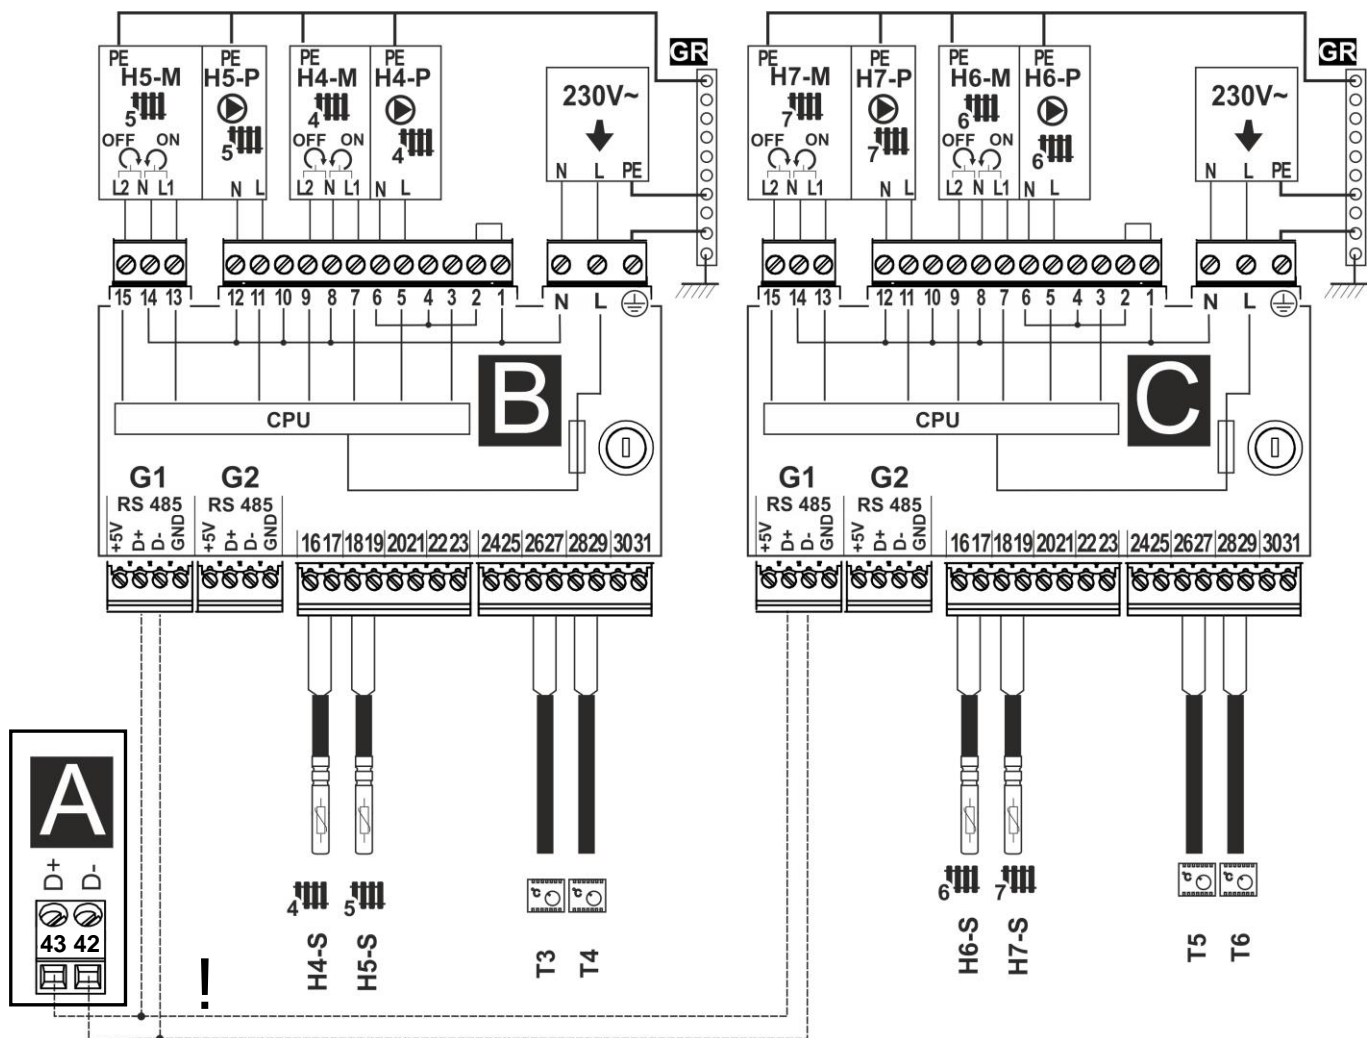 PE PE PE PE GR
H5-M H5-P H4-M H4-P
5 5 4 4
OFF ON OFF ON
L2 N L1 N L L2 N L1 N L
230V~
N L PE
15 14 13 12 11 10 9 8 7 6 5 4 3 2 1 N L
B
CPU
G1 G2
RS 485 RS 485
+5V D+ D- GND +5V D+ D- GND
16 17 18 19 20 21 22 23 24 25 26 27 28 29 30 31
4 5
H4-S H5-S T3 T4
PE PE PE PE GR
H7-M H7-P H6-M H6-P
7 7 6 6
OFF ON OFF ON
L2 N L1 N L L2 N L1 N L
230V~
N L PE
15 14 13 12 11 10 9 8 7 6 5 4 3 2 1 N L
C
CPU
G1 G2
RS 485 RS 485
+5V D+ D- GND +5V D+ D- GND
16 17 18 19 20 21 22 23 24 25 26 27 28 29 30 31
6 7
H6-S H7-S T5 T6
A
D+ D-
43 42
!